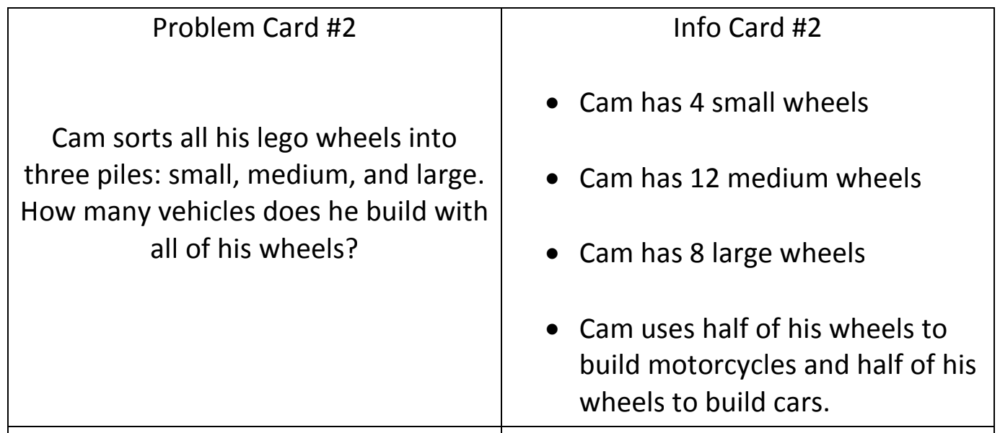 Problem Card #2
Cam sorts all his lego wheels into
three piles: small, medium, and large.
How many vehicles does he build with
all of his wheels?
Info Card #2
• Cam has 4 small wheels
• Cam has 12 medium wheels
• Cam has 8 large wheels
• Cam uses half of his wheels to
build motorcycles and half of his
wheels to build cars.